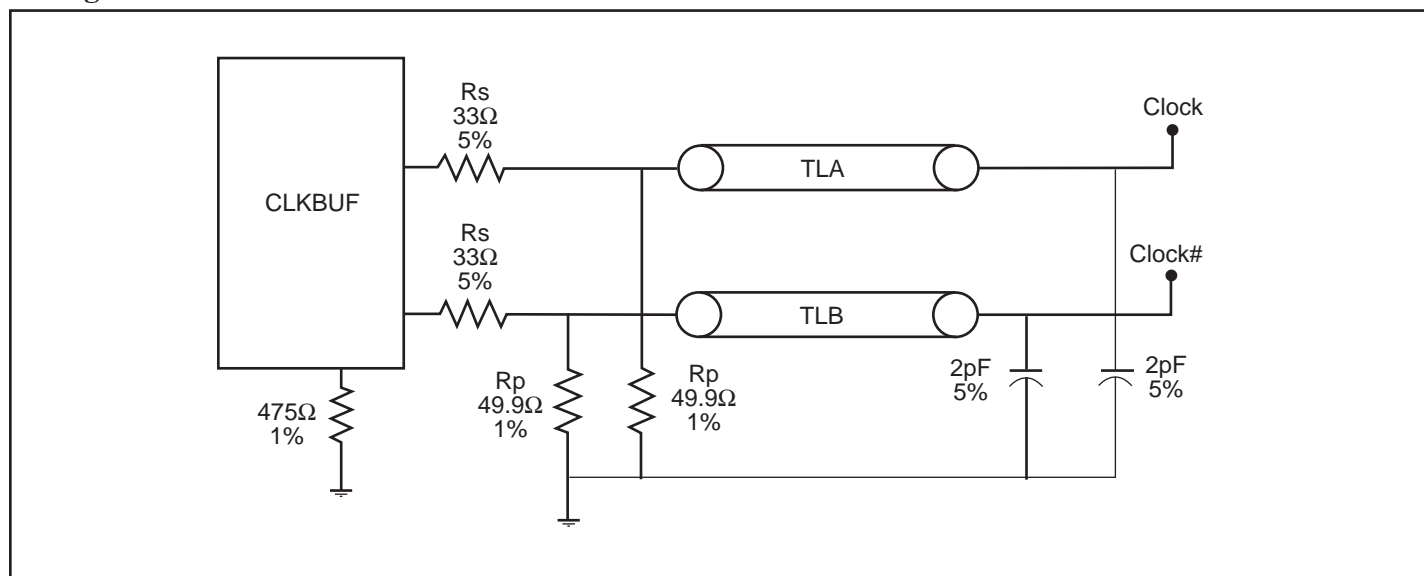 g
Rs
33Ω
5%
Clock
TLA
CLKBUF
Rs
33Ω
5%
Clock#
TLB
Rp
49.9Ω
1%
Rp
49.9Ω
1%
2pF
5%
2pF
5%
475Ω
1%